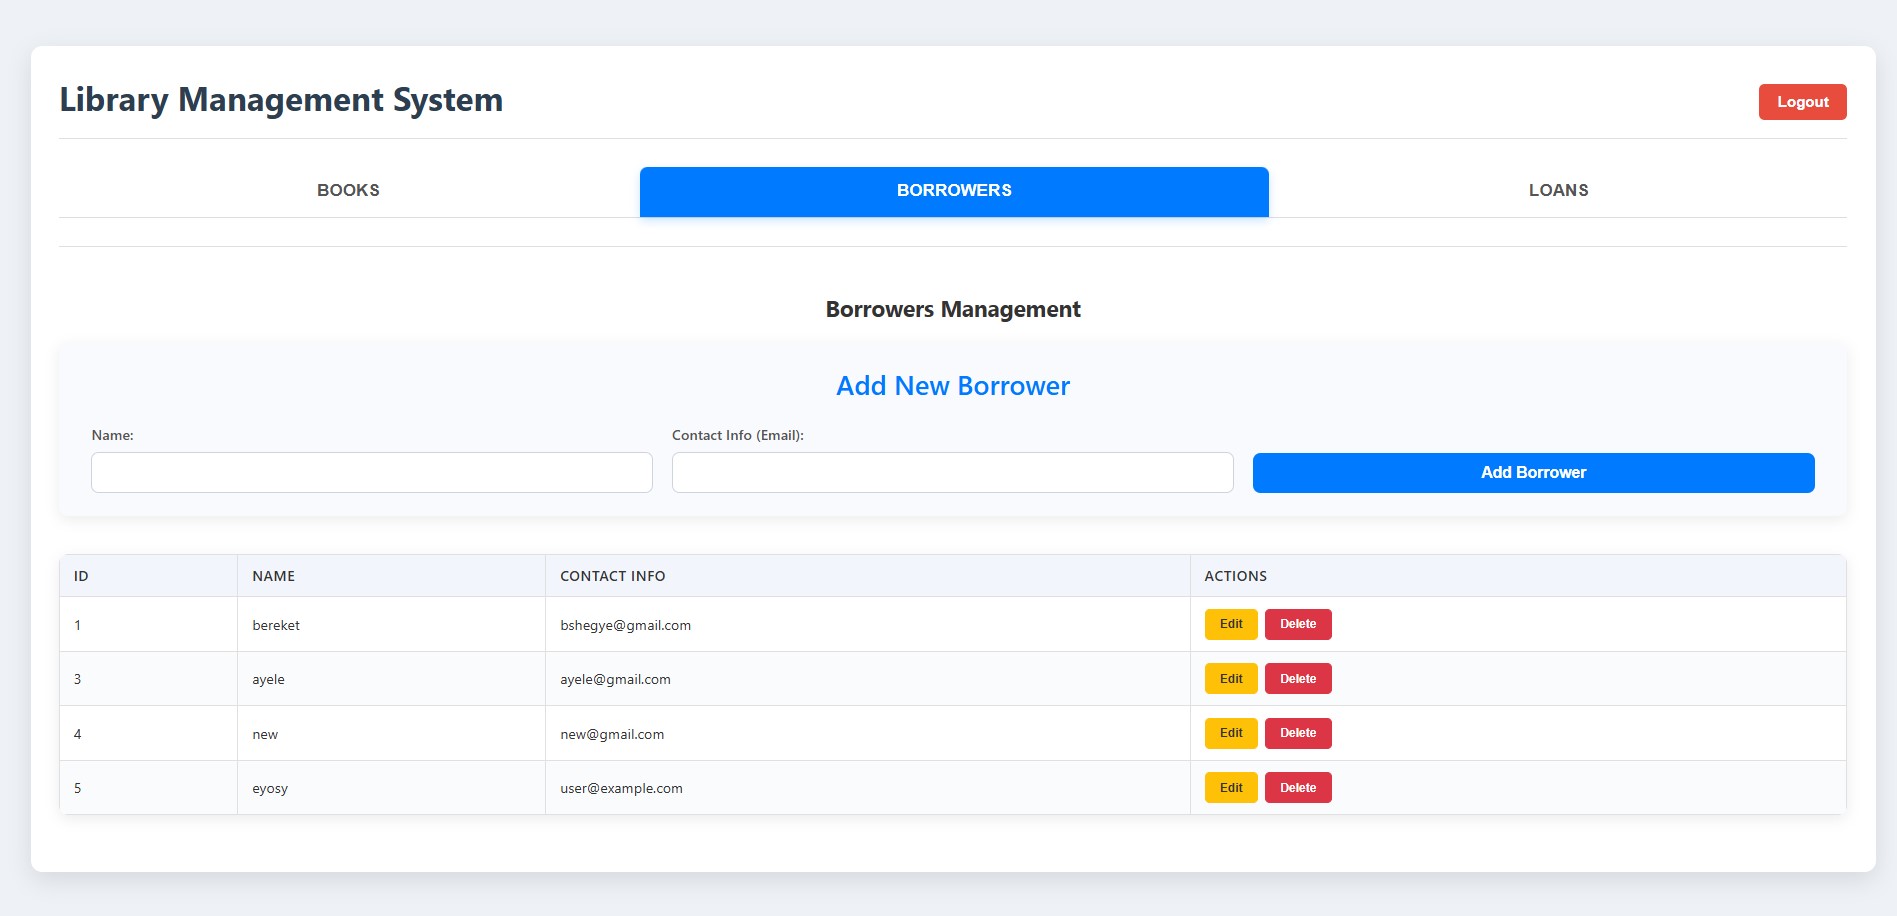 Library Management System
Logout
BOOKS BORROWERS LOANS
Borrowers Management
Add New Borrower
Name: Contact Info (Email):
Add Borrower
ID NAME CONTACT INFO ACTIONS
1 bereket bshegye@gmail.com Edit Delete
3 ayele ayele@gmail.com Edit Delete
4 new new@gmail.com Edit Delete
5 eyosy user@example.com Edit Delete